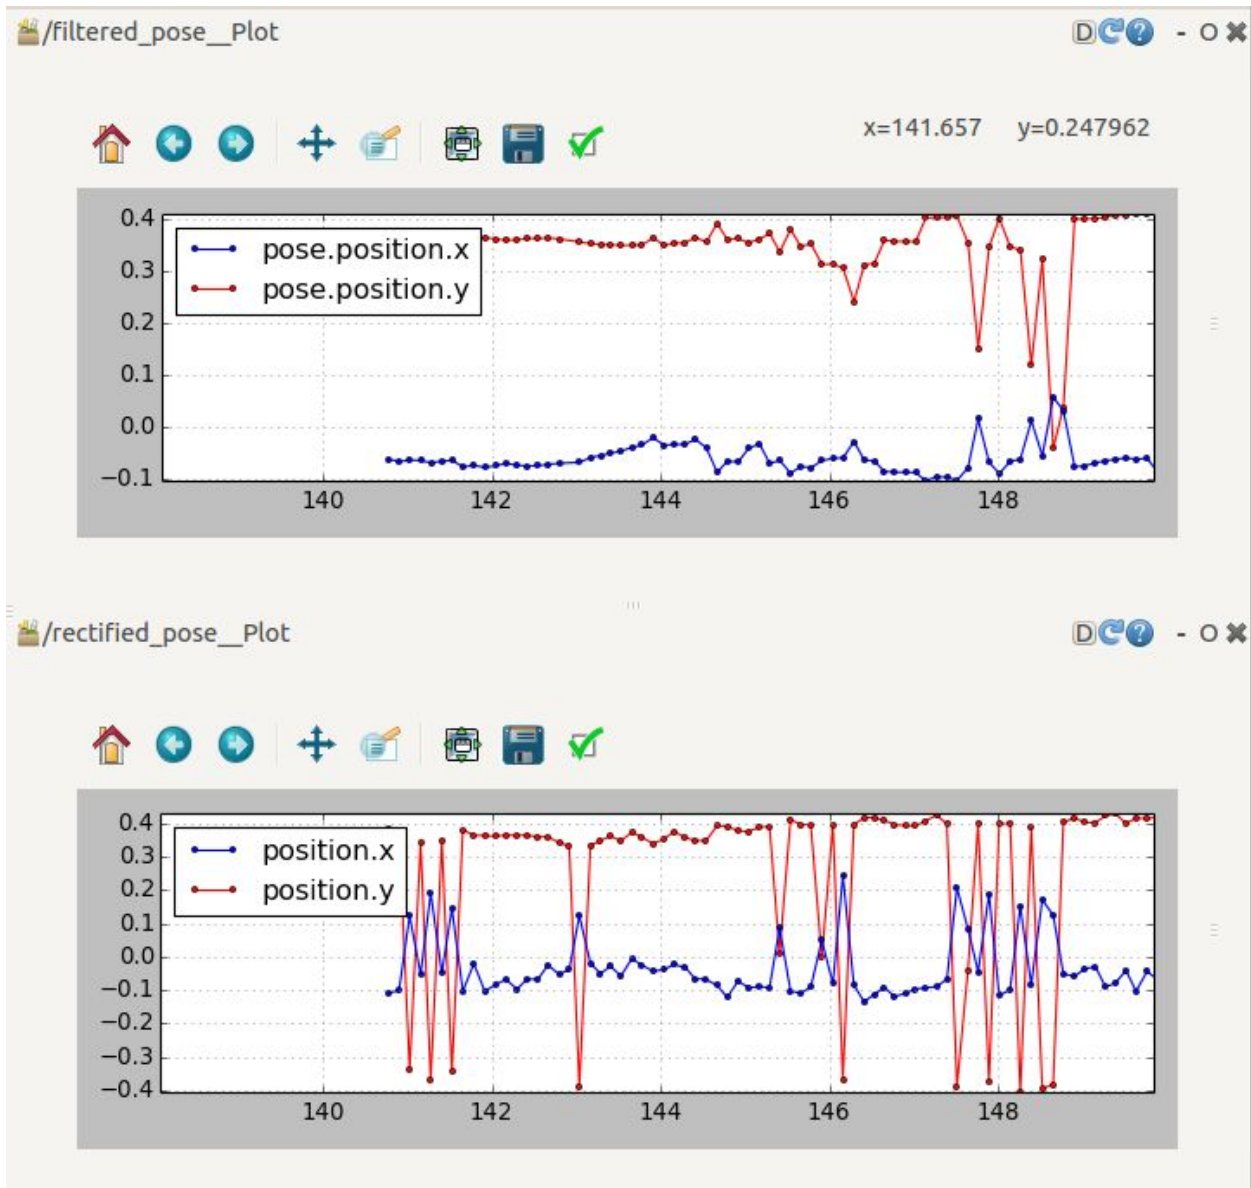 /filtered_pose__Plot
D
?
- O
x=141.657 y=0.247962
0.4
0.3
0.2
0.1
0.0
−0.1
pose.position.x
pose.position.y
140 142 144 146 148
/rectified_pose__Plot
D
?
- O
0.4
0.3
0.2
0.1
0.0
−0.1
−0.2
−0.3
−0.4
position.x
position.y
140 142 144 146 148